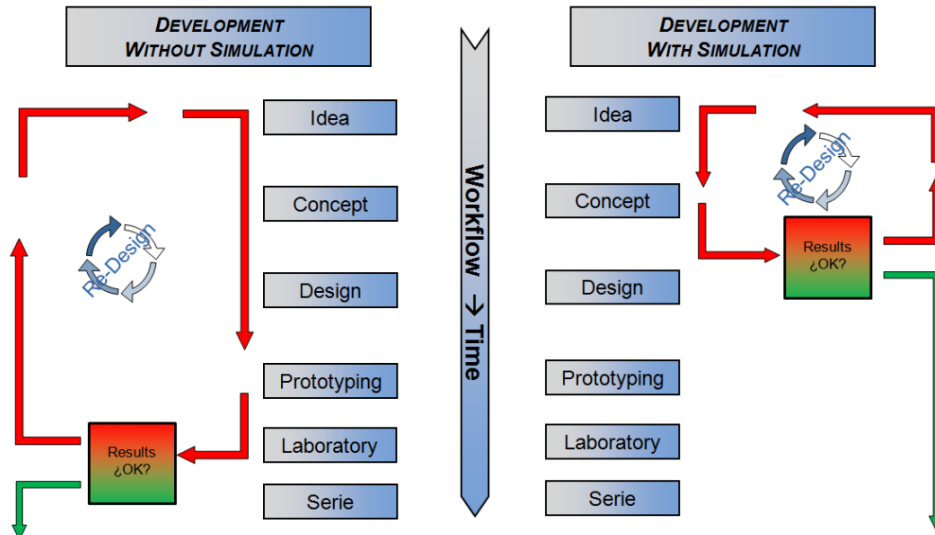 DEVELOPMENT
WITHOUT SIMULATION
Idea
Concept
Design
Prototyping
Laboratory
Serie
Re-Design
Results
¿OK?
Workflow → Time
DEVELOPMENT
WITH SIMULATION
Idea
Concept
Design
Prototyping
Laboratory
Serie
Re-Design
Results
¿OK?